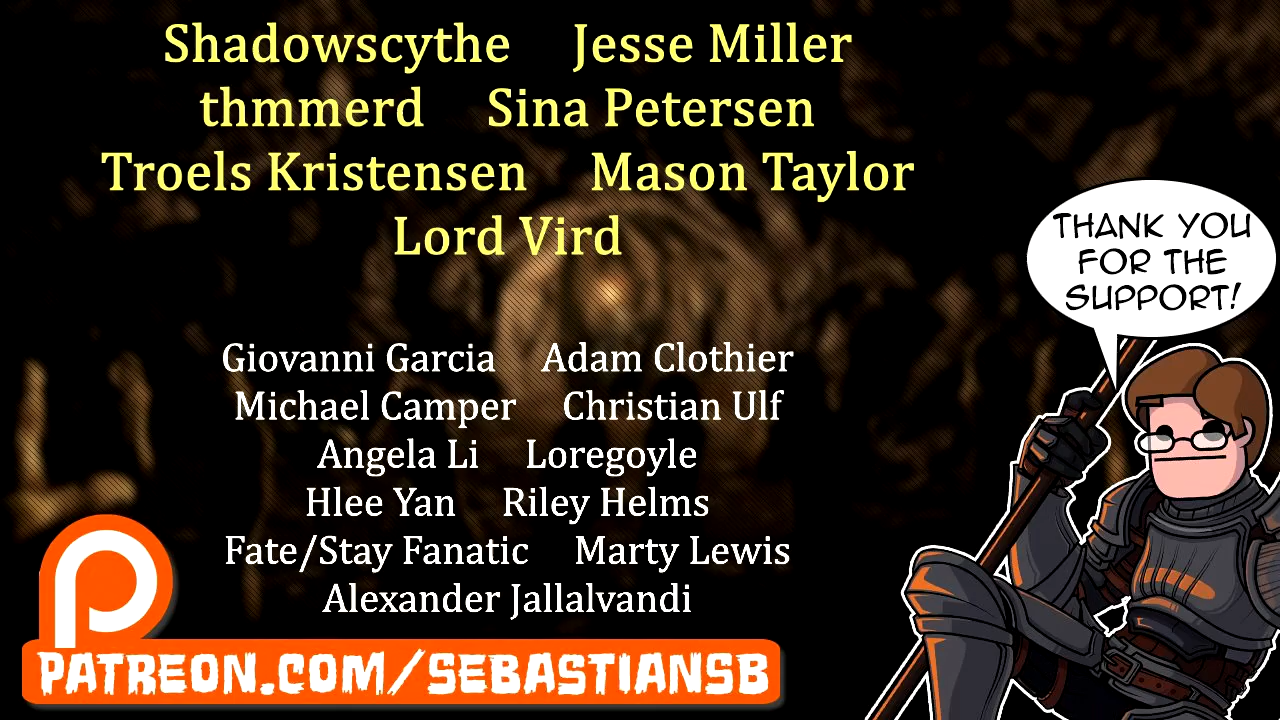 Shadowscythe Jesse Miller
thmmerd Sina Petersen
Troels Kristensen Mason Taylor
Lord Vird
THANK YOU
FOR THE
SUPPORT!
Giovanni Garcia Adam Clothier
Michael Camper Christian Ulf
Angela Li Loregoyle
Hlee Yan Riley Helms
Fate/Stay Fanatic Marty Lewis
Alexander Jallalvandi
PATREON.COM/SEBASTIANSB